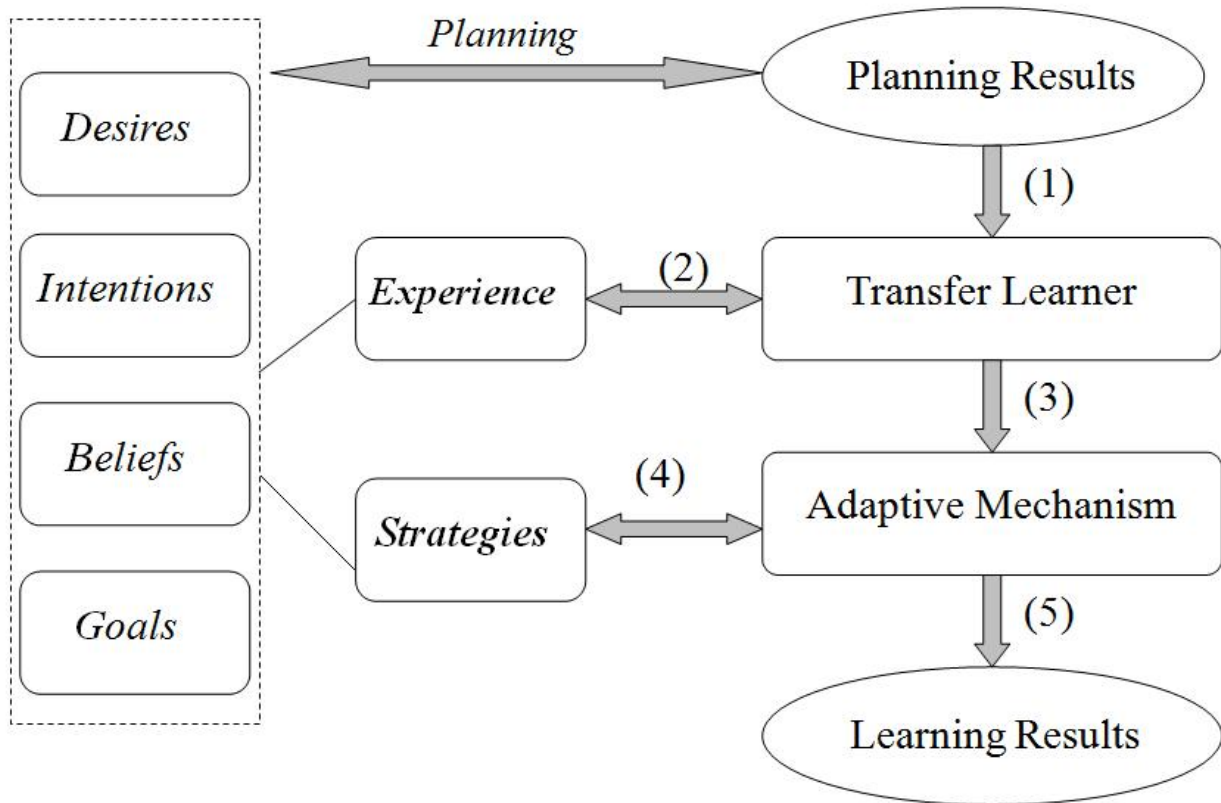 Planning
Planning Results
Desires
(1)
Intentions
Experience
(2)
Transfer Learner
(3)
Beliefs
Strategies
(4)
Adaptive Mechanism
Goals
(5)
Learning Results